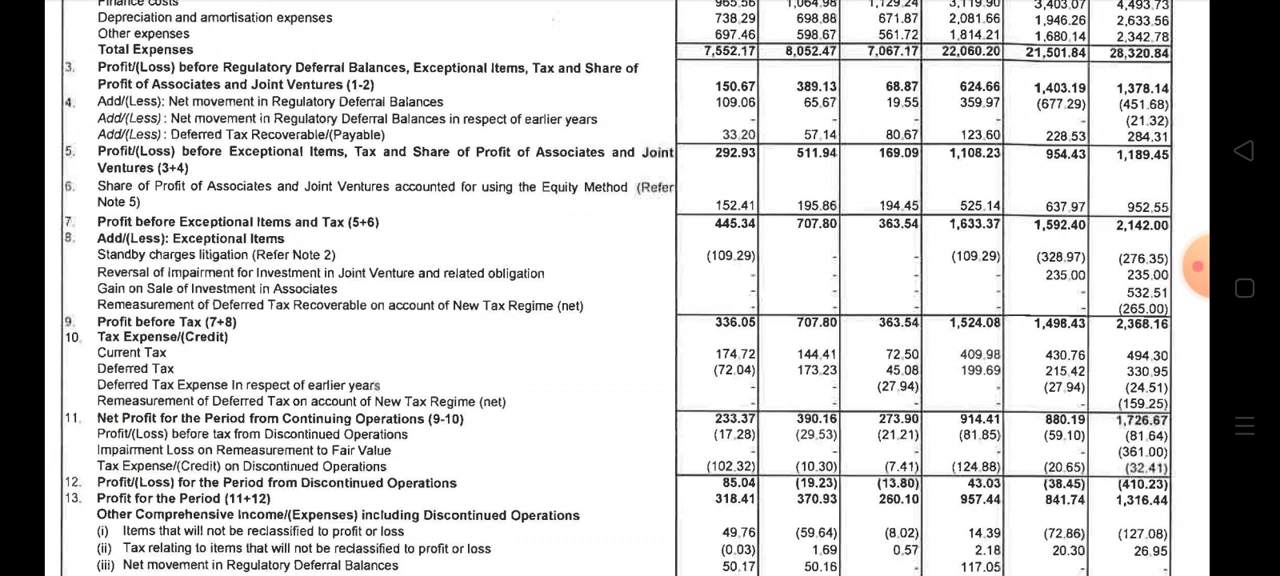 Finance costs 965.56 1,064.98 1,129.24 3,119.90 3,403.07 4,493.73
Depreciation and amortisation expenses 738.29 698.88 671.87 2,081.66 1,946.26 2,633.56
Other expenses 697.46 598.67 561.72 1,814.21 1,680.14 2,342.78
Total Expenses 7,552.17 8,052.47 7,067.17 22,060.20 21,501.84 28,320.84
3. Profit/(Loss) before Regulatory Deferral Balances, Exceptional Items, Tax and Share of
Profit of Associates and Joint Ventures (1-2) 150.67 389.13 68.87 624.66 1,403.19 1,378.14
4. Add/(Less): Net movement in Regulatory Deferral Balances 109.06 65.67 19.55 359.97 (677.29) (451.68)
Add/(Less) : Net movement in Regulatory Deferral Balances in respect of earlier years - - - - - (21.32)
Add/(Less) : Deferred Tax Recoverable/(Payable) 33.20 57.14 80.67 123.60 228.53 284.31
5. Profit/(Loss) before Exceptional Items, Tax and Share of Profit of Associates and Joint 292.93 511.94 169.09 1,108.23 954.43 1,189.45
Ventures (3+4)
6. Share of Profit of Associates and Joint Ventures accounted for using the Equity Method (Refer
Note 5) 152.41 195.86 194.45 525.14 637.97 952.55
7. Profit before Exceptional Items and Tax (5+6) 445.34 707.80 363.54 1,633.37 1,592.40 2,142.00
8. Add/(Less): Exceptional Items
Standby charges litigation (Refer Note 2) (109.29) - - (109.29) (328.97) (276.35)
Reversal of Impairment for Investment in Joint Venture and related obligation - - - - 235.00 235.00
Gain on Sale of Investment in Associates - - - - - 532.51
Remeasurement of Deferred Tax Recoverable on account of New Tax Regime (net) - - - - - (265.00)
9. Profit before Tax (7+8) 336.05 707.80 363.54 1,524.08 1,498.43 2,368.16
10. Tax Expense/(Credit)
Current Tax 174.72 144.41 72.50 409.98 430.76 494.30
Deferred Tax (72.04) 173.23 45.08 199.69 215.42 330.95
Deferred Tax Expense In respect of earlier years - - (27.94) - (27.94) (24.51)
Remeasurement of Deferred Tax on account of New Tax Regime (net) - - - - - (159.25)
11. Net Profit for the Period from Continuing Operations (9-10) 233.37 390.16 273.90 914.41 880.19 1,726.67
Profit/(Loss) before tax from Discontinued Operations (17.28) (29.53) (21.21) (81.85) (59.10) (81.64)
Impairment Loss on Remeasurement to Fair Value - - - - - (361.00)
Tax Expense/(Credit) on Discontinued Operations (102.32) (10.30) (7.41) (124.88) (20.65) (32.41)
12. Profit/(Loss) for the Period from Discontinued Operations 85.04 (19.23) (13.80) 43.03 (38.45) (410.23)
13. Profit for the Period (11+12) 318.41 370.93 260.10 957.44 841.74 1,316.44
Other Comprehensive Income/(Expenses) including Discontinued Operations
(i) Items that will not be reclassified to profit or loss 49.76 (59.64) (8.02) 14.39 (72.86) (127.08)
(ii) Tax relating to items that will not be reclassified to profit or loss (0.03) 1.69 0.57 2.18 20.30 26.95
(iii) Net movement in Regulatory Deferral Balances 50.17 50.16 - 117.05 - -